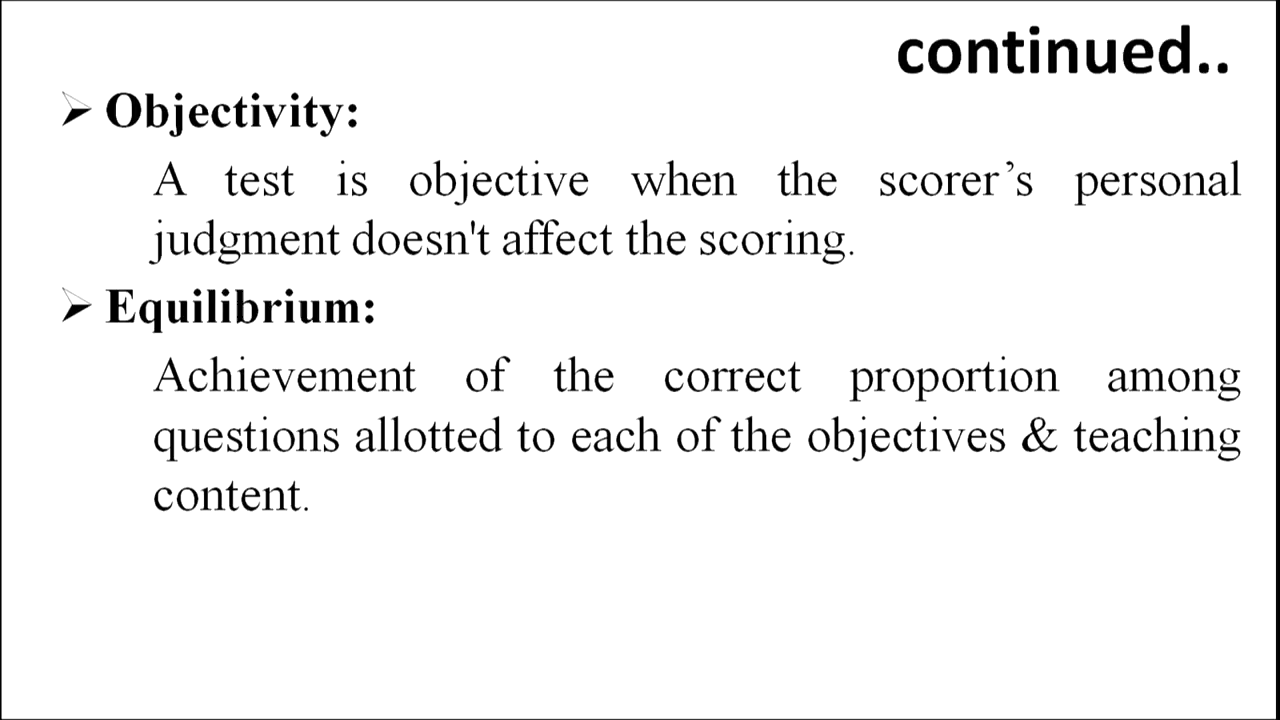 continued..
➢ Objectivity:
A test is objective when the scorer’s personal
judgment doesn't affect the scoring.
➢ Equilibrium:
Achievement of the correct proportion among
questions allotted to each of the objectives & teaching
content.